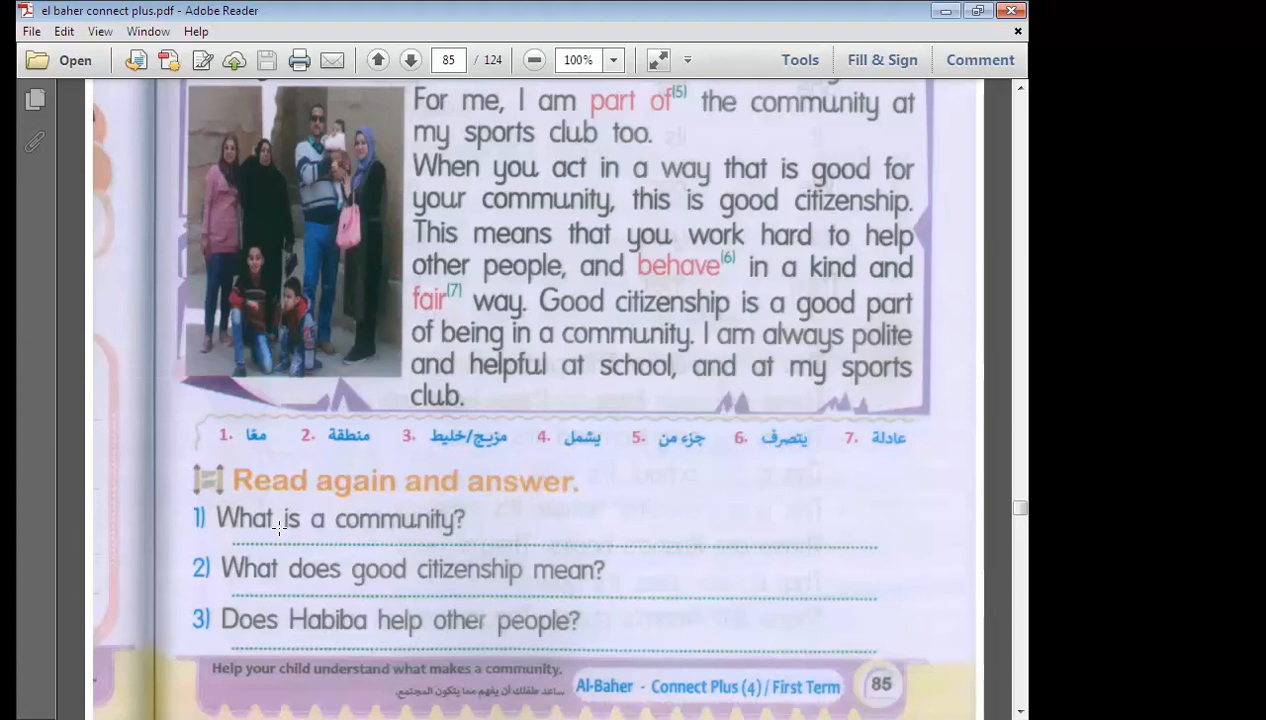 el baher connect plus.pdf - Adobe Reader
File Edit View Window Help
Open 85 / 124 100% Tools Fill & Sign Comment
For me, I am part of(5) the community at
my sports club too.
When you act in a way that is good for
your community, this is good citizenship.
This means that you work hard to help
other people, and behave(6) in a kind and
fair(7) way. Good citizenship is a good part
of being in a community. I am always polite
and helpful at school, and at my sports
club.
1. معًا 2. منطقة 3. مزيج/خليط 4. يشمل 5. جزء من 6. يتصرف 7. عادلة
Read again and answer.
1) What is a community?
2) What does good citizenship mean?
3) Does Habiba help other people?
Help your child understand what makes a community.
ساعد طفلك أن يفهم مما يتكون المجتمع.
Al-Baher - Connect Plus (4) / First Term
85